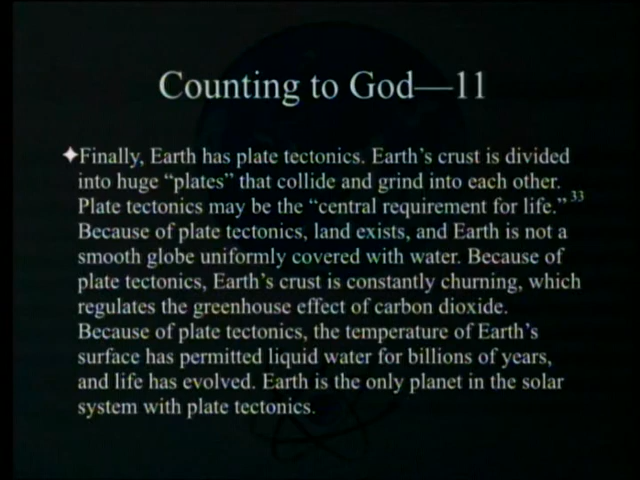 Counting to God—11
✦Finally, Earth has plate tectonics. Earth's crust is divided
into huge “plates” that collide and grind into each other.
Plate tectonics may be the “central requirement for life.” 33
Because of plate tectonics, land exists, and Earth is not a
smooth globe uniformly covered with water. Because of
plate tectonics, Earth's crust is constantly churning, which
regulates the greenhouse effect of carbon dioxide.
Because of plate tectonics, the temperature of Earth's
surface has permitted liquid water for billions of years,
and life has evolved. Earth is the only planet in the solar
system with plate tectonics.